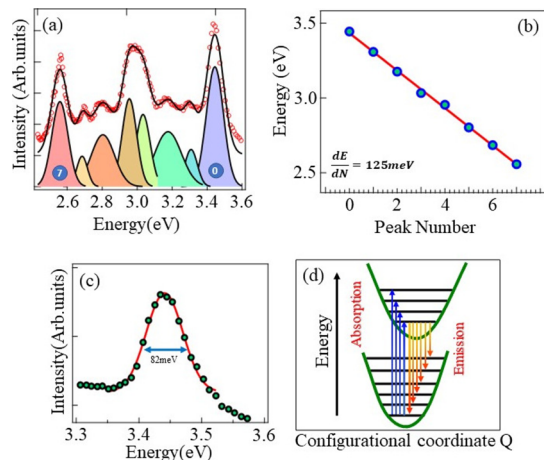 (a)
Intensity (Arb.units)
7
0
2.6 2.8 3.0 3.2 3.4 3.6
Energy(eV)
(b)
Energy (eV)
3.5
3.0
2.5
dE/dN = 125meV
0 2 4 6 8
Peak Number
(c)
Intensity(Arb.units)
82meV
3.3 3.4 3.5 3.6
Energy(eV)
(d)
Energy
Absorption
Emission
Configurational coordinate Q